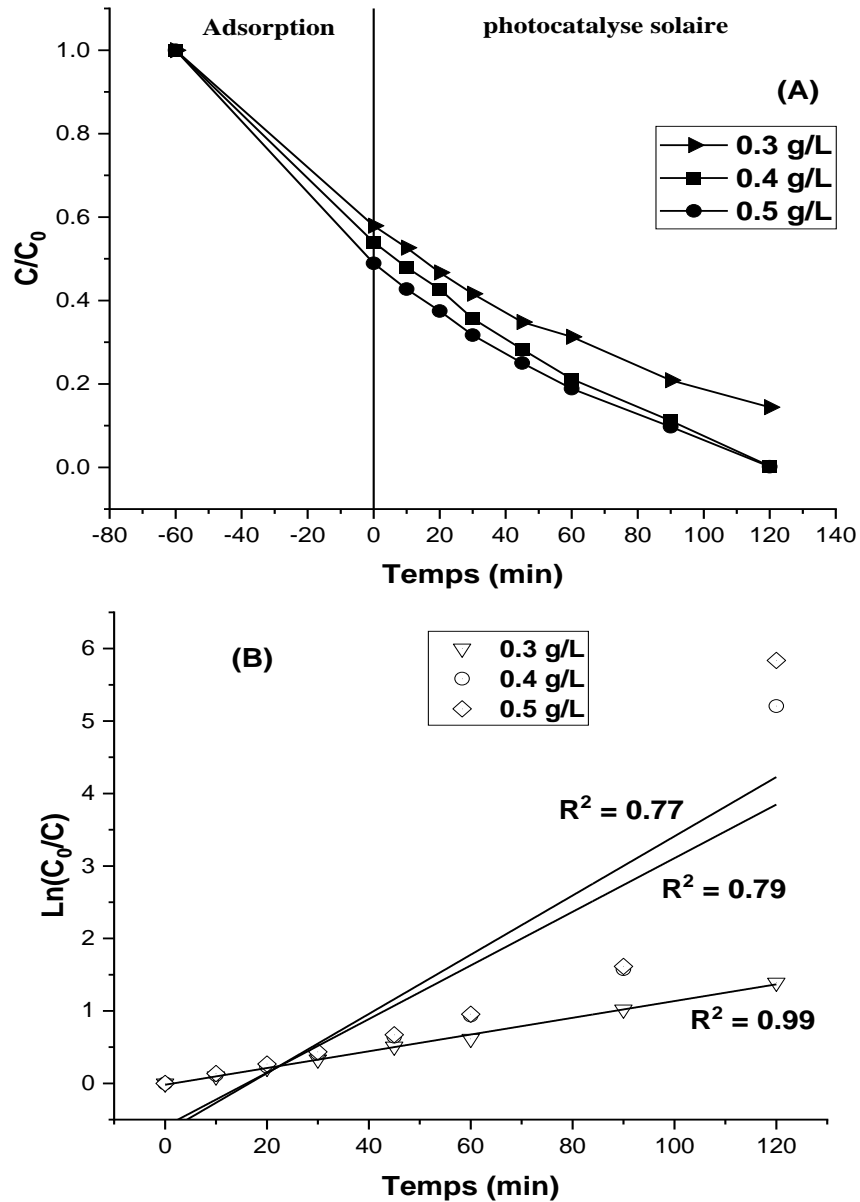 Adsorption photocatalyse solaire
(A)
0.3 g/L
0.4 g/L
0.5 g/L
C/C₀
1.0
0.8
0.6
0.4
0.2
0.0
-80 -60 -40 -20 0 20 40 60 80 100 120 140
Temps (min)
(B)
0.3 g/L
0.4 g/L
0.5 g/L
Ln(C₀/C)
6
5
4
3
2
1
0
R² = 0.77
R² = 0.79
R² = 0.99
0 20 40 60 80 100 120
Temps (min)